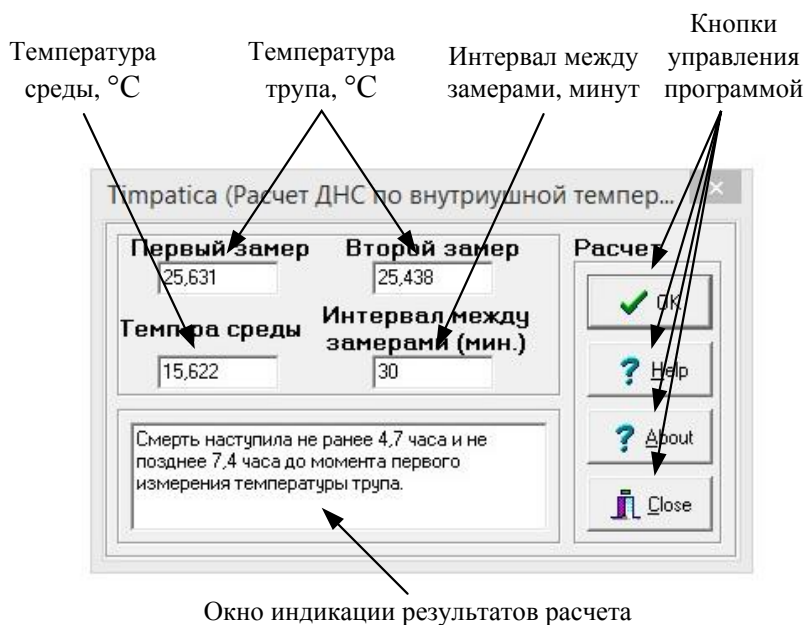 Кнопки
управления
программой
Температура
среды, °С
Температура
трупа, °С
Интервал между
замерами, минут
Timpatica (Расчет ДНС по внутриушной темпер...
Первый замер
Второй замер
Расчет
25,631
25,438
OK
Темпра среды
Интервал между
замерами (мин.)
Help
15,622
30
About
Смерть наступила не ранее 4,7 часа и не
позднее 7,4 часа до момента первого
измерения температуры трупа.
Close
Окно индикации результатов расчета